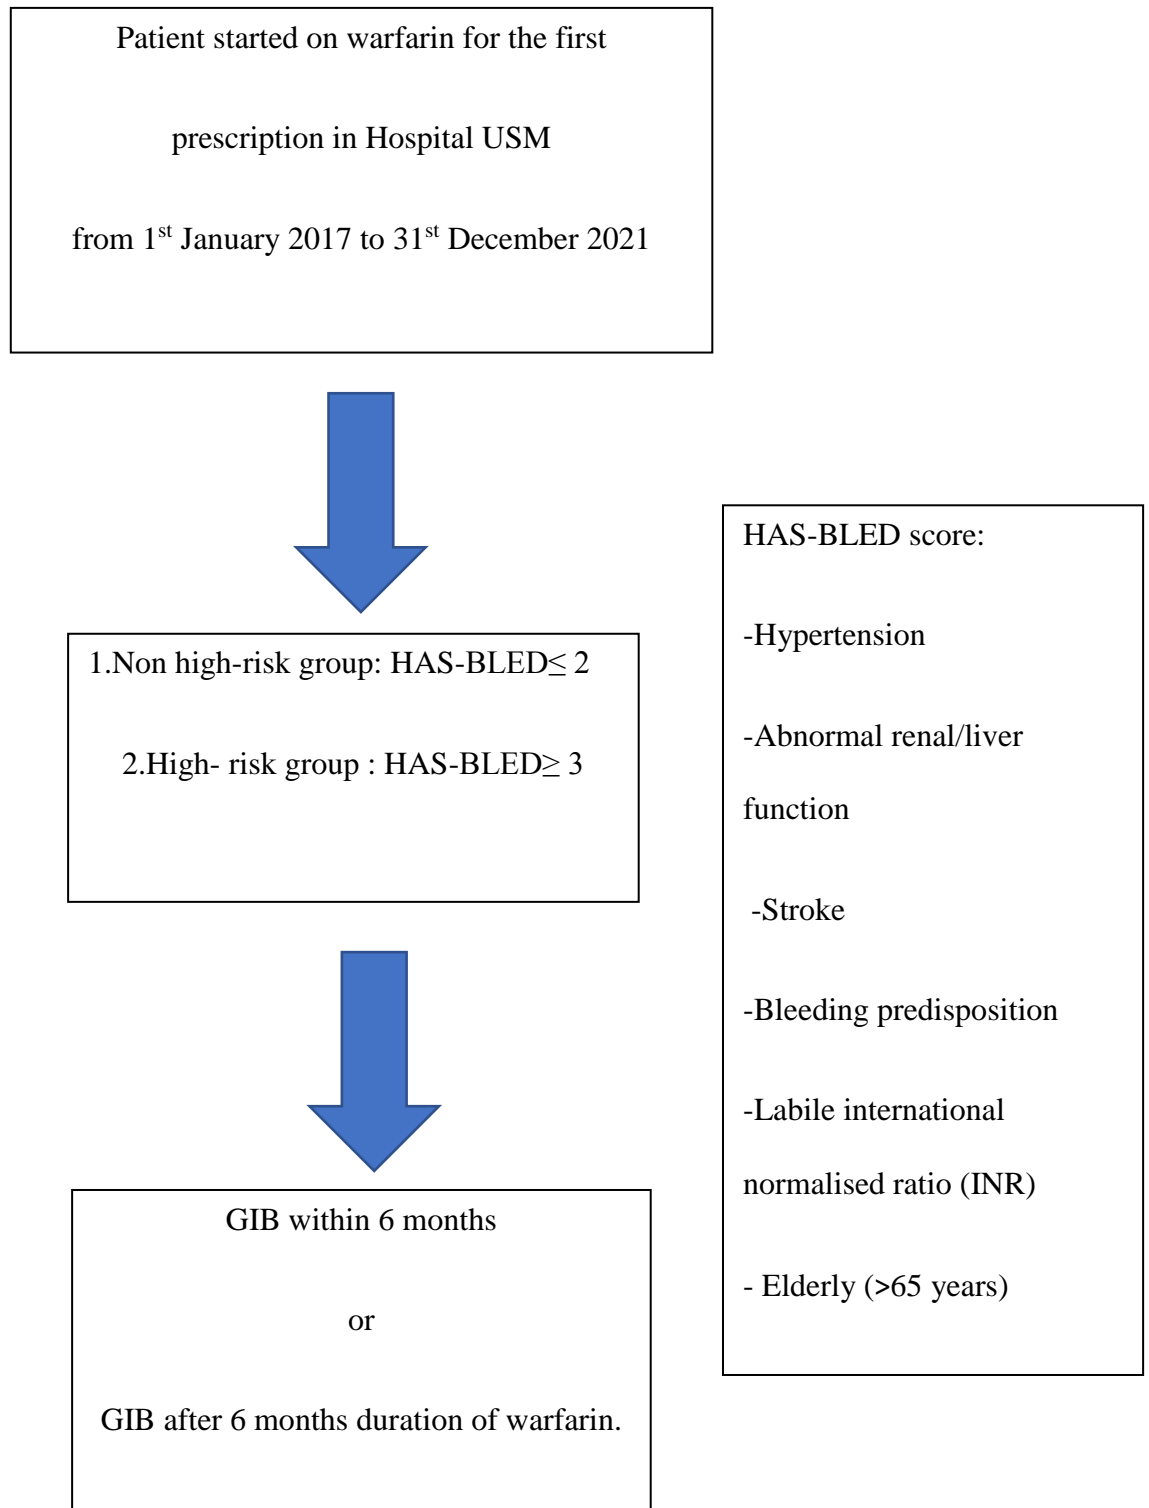 Patient started on warfarin for the first
prescription in Hospital USM
from 1st January 2017 to 31st December 2021
1.Non high-risk group: HAS-BLED≤ 2
2.High- risk group : HAS-BLED≥ 3
GIB within 6 months
or
GIB after 6 months duration of warfarin.
HAS-BLED score:
-Hypertension
-Abnormal renal/liver
function
-Stroke
-Bleeding predisposition
-Labile international
normalised ratio (INR)
- Elderly (>65 years)